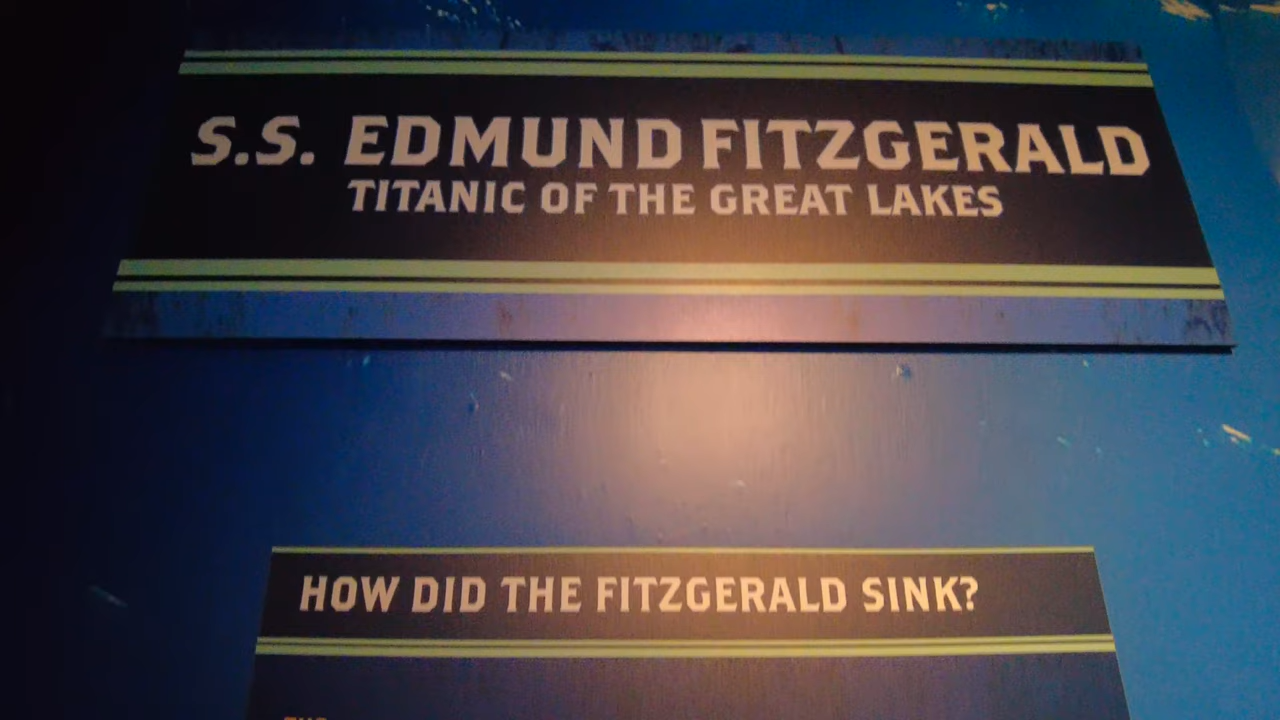 S.S. EDMUND FITZGERALD
TITANIC OF THE GREAT LAKES
HOW DID THE FITZGERALD SINK?